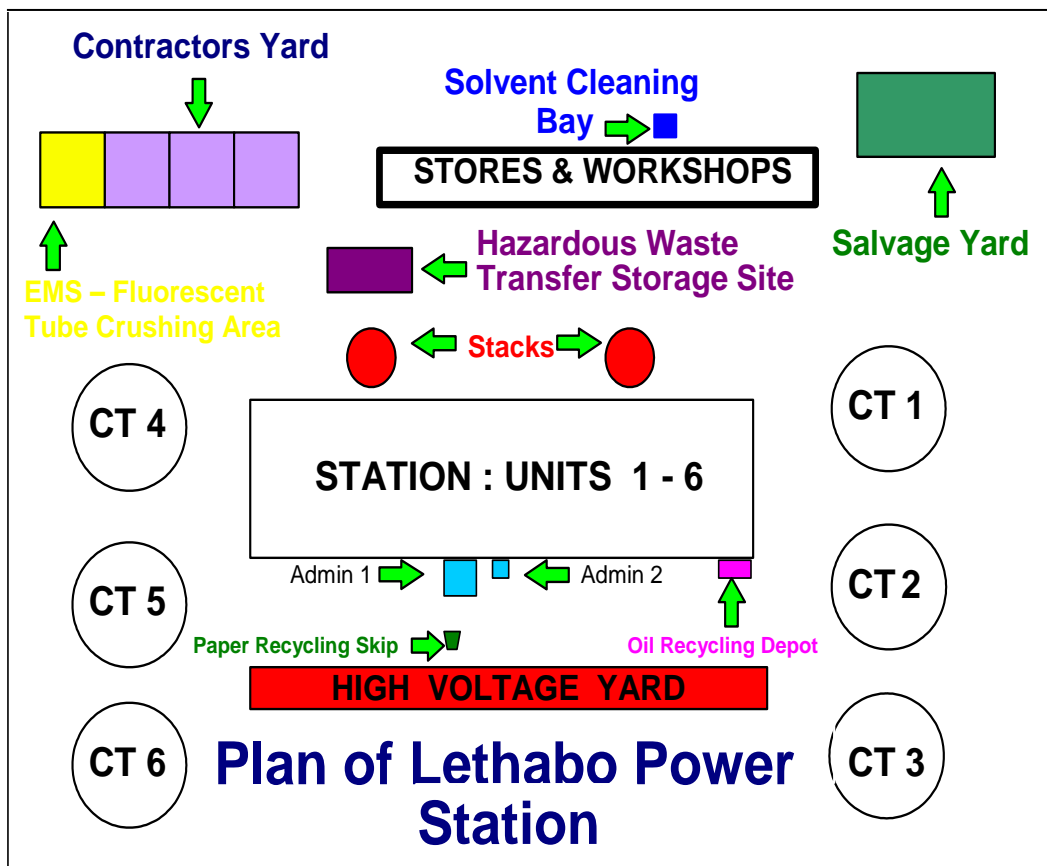 Contractors Yard
Solvent Cleaning
Bay
STORES & WORKSHOPS
Salvage Yard
Hazardous Waste
Transfer Storage Site
EMS – Fluorescent
Tube Crushing Area
Stacks
CT 4
CT 1
STATION : UNITS 1 - 6
Admin 1
Admin 2
CT 5
CT2
Paper Recycling Skip
Oil Recycling Depot
HIGH VOLTAGE YARD
CT 6
CT 3
Plan of Lethabo Power
Station